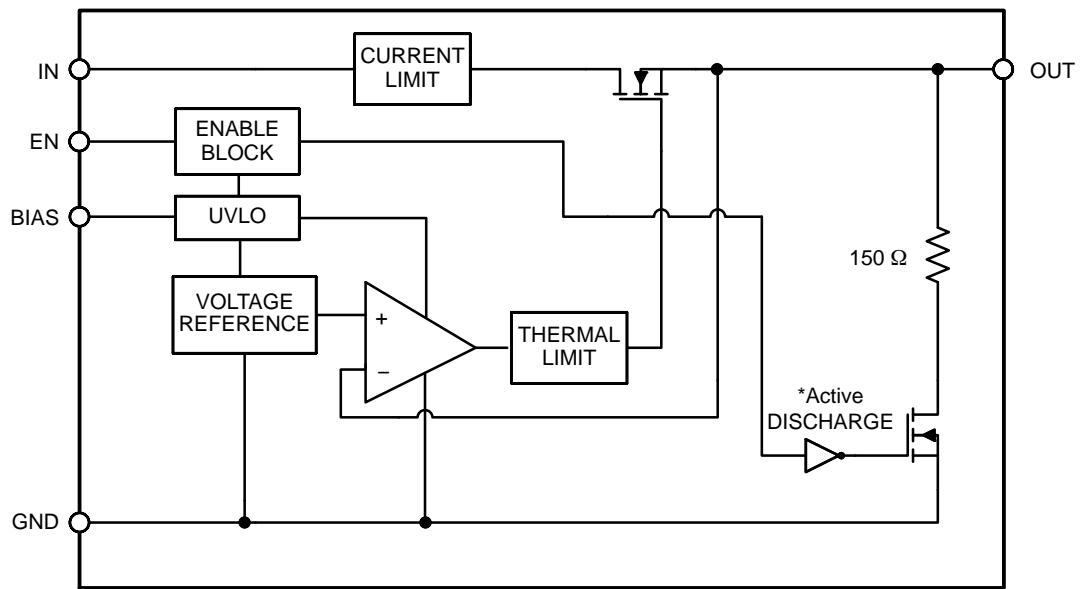 IN
CURRENT
LIMIT
OUT
EN
ENABLE
BLOCK
BIAS
UVLO
150 Ω
VOLTAGE
REFERENCE
+
−
THERMAL
LIMIT
*Active
DISCHARGE
GND